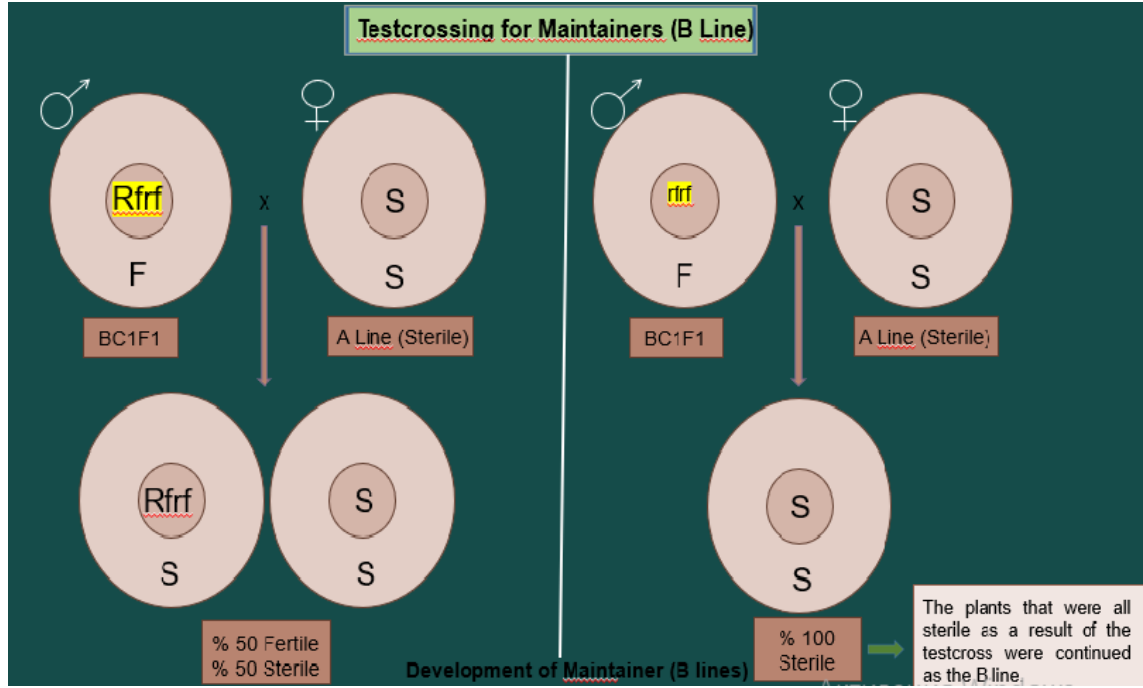 Testcrossing for Maintainers (B Line)
Rfrf
F
x
S
S
BC1F1
A Line (Sterile)
Rfrf
S
S
S
% 50 Fertile
% 50 Sterile
rfrf
F
x
S
S
BC1F1
A Line (Sterile)
S
S
% 100
Sterile
The plants that were all
sterile as a result of the
testcross were continued
as the B line.
Development of Maintainer (B lines)